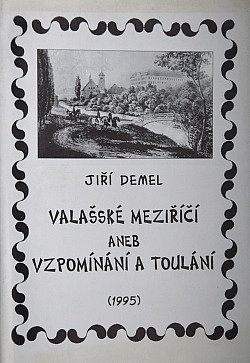 JIŘÍ DEMEL
VALAŠSKÉ MEZIŘÍČÍ
ANEB
VZPOMÍNÁNÍ A TOULÁNÍ
(1995)